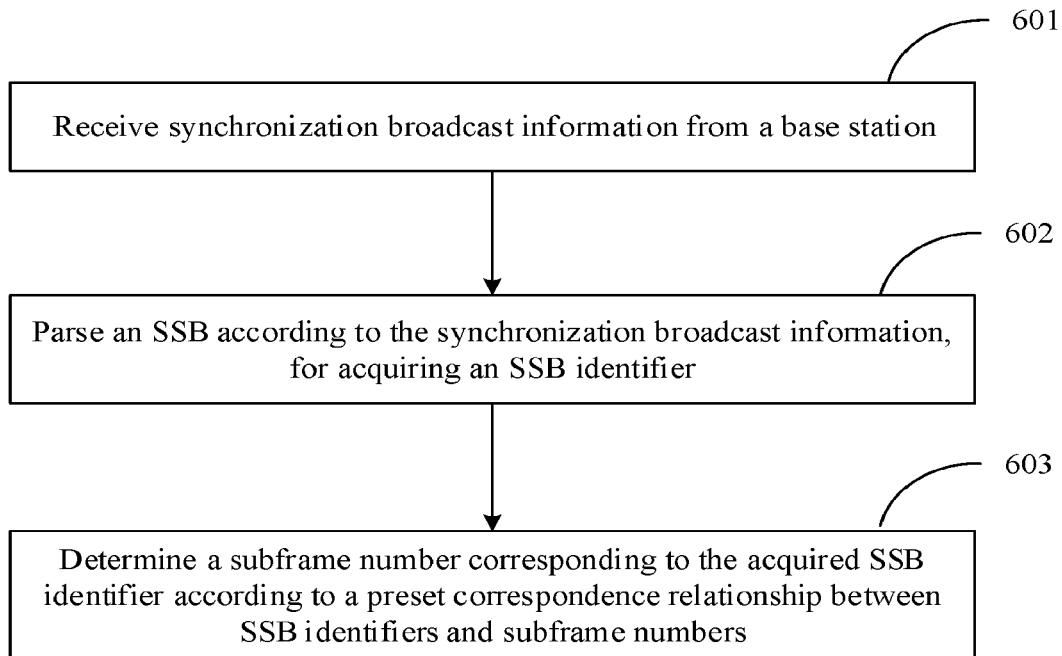 601
Receive synchronization broadcast information from a base station
602
Parse an SSB according to the synchronization broadcast information,
for acquiring an SSB identifier
603
Determine a subframe number corresponding to the acquired SSB
identifier according to a preset correspondence relationship between
SSB identifiers and subframe numbers